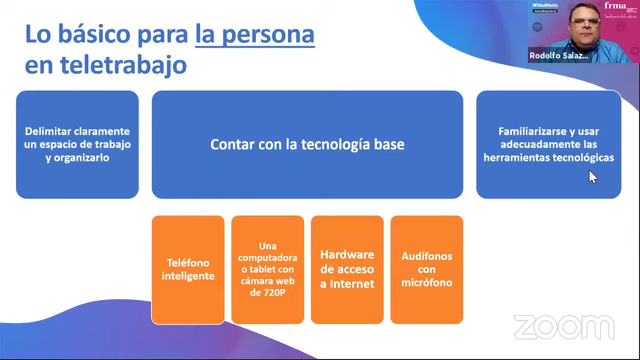 Lo básico para la persona
en teletrabajo
frma
Rodolfo Salaz...
Delimitar claramente
un espacio de trabajo
y organizarlo
Contar con la tecnología base
Familiarizarse y usar
adecuadamente las
herramientas tecnológicas
Teléfono
inteligente
Una
computadora
o tablet con
cámara web
de 720P
Hardware
de acceso
a Internet
Audífonos
con
micrófono
zoom